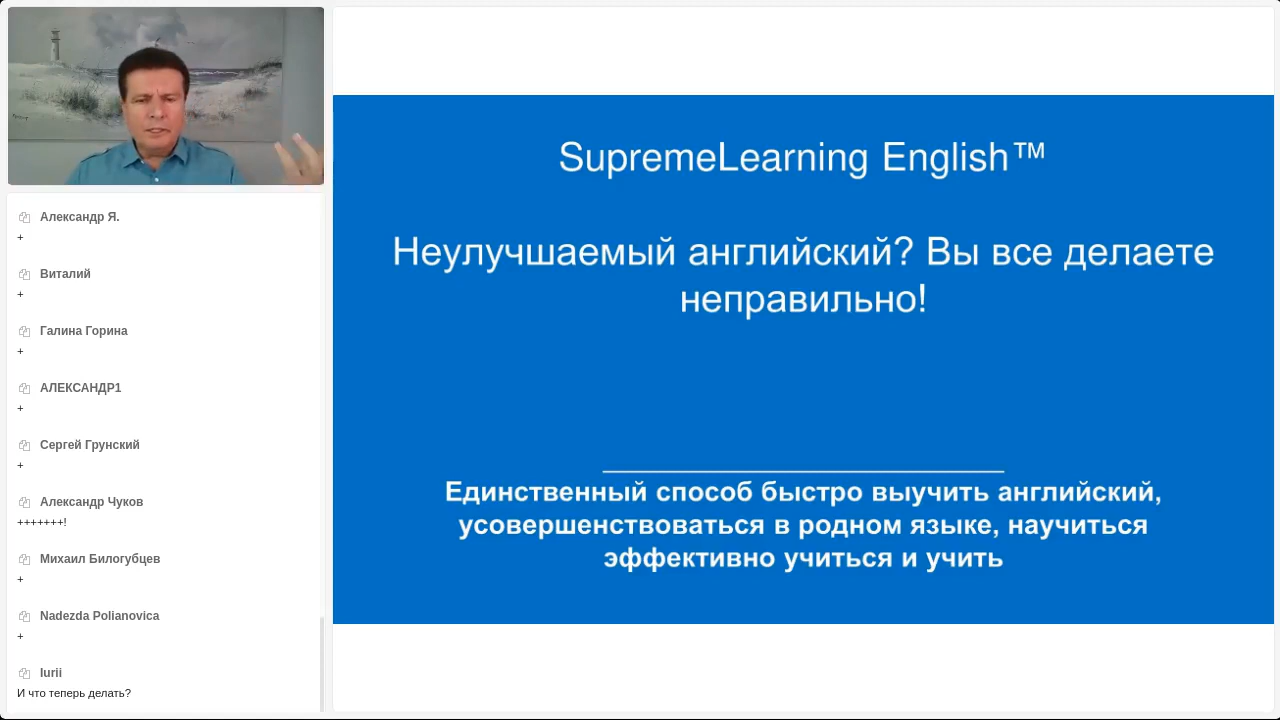 Александр Я.
+
Виталий
+
Галина Горина
+
АЛЕКСАНДР1
+
Сергей Грунский
+
Александр Чуков
+++++++!
Михаил Билогубцев
+
Nadezda Polianovica
+
Iurii
И что теперь делать?
SupremeLearning English™
Неулучшаемый английский? Вы все делаете
неправильно!
Единственный способ быстро выучить английский,
усовершенствоваться в родном языке, научиться
эффективно учиться и учить